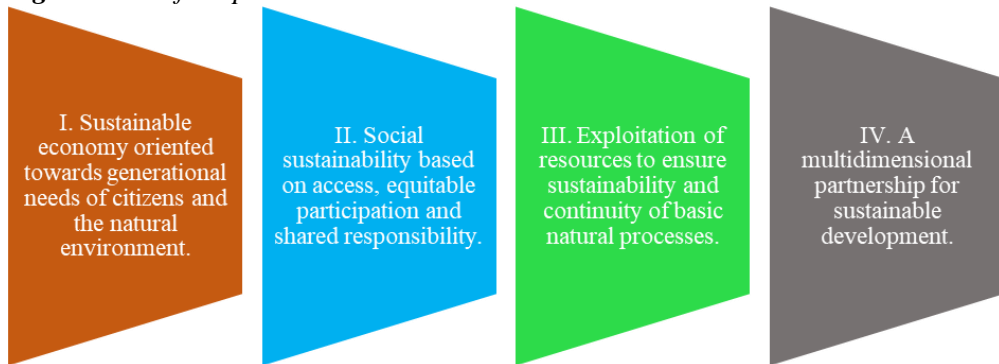 I. Sustainable
economy oriented
towards generational
needs of citizens and
the natural
environment.
II. Social
sustainability based
on access, equitable
participation and
shared responsibility.
III. Exploitation of
resources to ensure
sustainability and
continuity of basic
natural processes.
IV. A
multidimensional
partnership for
sustainable
development.